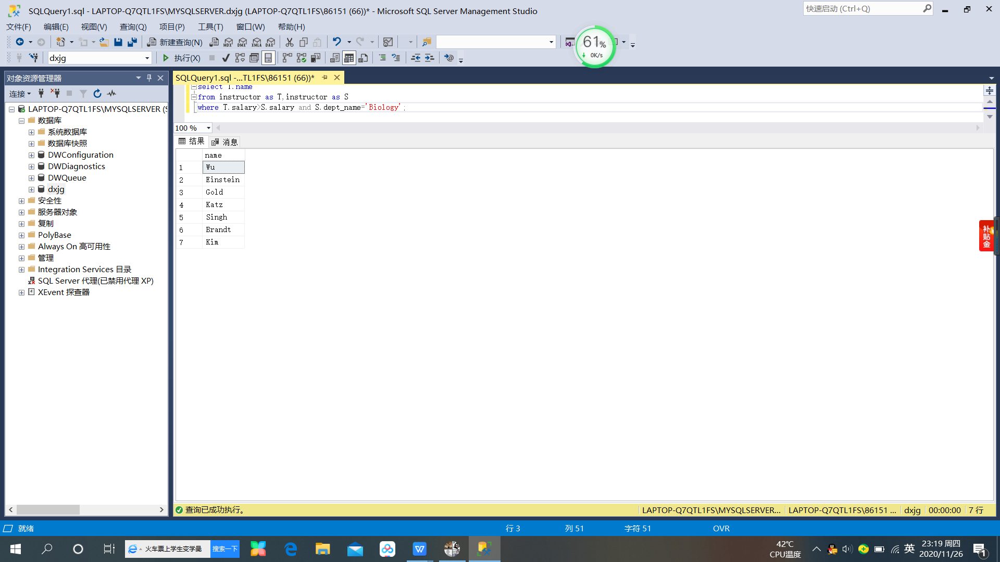 SQLQuery1.sql - LAPTOP-Q7QTL1FS\MYSQLSERVER.dxjg (LAPTOP-Q7QTL1FS\86151 (66))* - Microsoft SQL Server Management Studio
快速启动 (Ctrl+Q)
文件(F) 编辑(E) 视图(V) 查询(Q) 项目(P) 工具(T) 窗口(W) 帮助(H)
新建查询(N) MDX DMX XMLA DAX
61%
0K/s
dxjg 执行(X)
对象资源管理器
连接
LAPTOP-Q7QTL1FS\MYSQLSERVER (S
数据库
系统数据库
数据库快照
DWConfiguration
DWDiagnostics
DWQueue
dxjg
安全性
服务器对象
复制
PolyBase
Always On 高可用性
管理
Integration Services 目录
SQL Server 代理(已禁用代理 XP)
XEvent 探查器
SQLQuery1.sql -...TL1FS\86151 (66))*
select T.name
from instructor as T,instructor as S
where T.salary>S.salary and S.dept_name='Biology';
100 %
结果 消息
name
1 Wu
2 Einstein
3 Gold
4 Katz
5 Singh
6 Brandt
7 Kim
补贴金
查询已成功执行。 LAPTOP-Q7QTL1FS\MYSQLSERVER... LAPTOP-Q7QTL1FS\86151 ... dxjg 00:00:00 7 行
就绪 行 3 列 51 字符 51 OVR
火车票上学生变学最 搜索一下
42℃
CPU温度
英
23:19 周四
2020/11/26
1